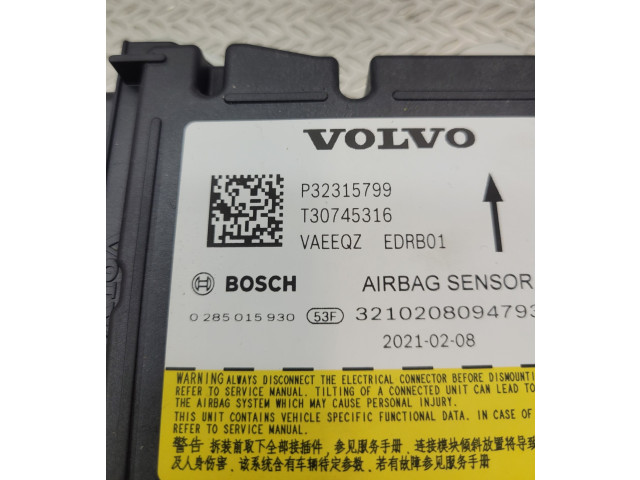 VOLVO
P32315799
T30745316
VAEEQZ EDRB01
BOSCH AIRBAG SENSOR
0 285 015 930 53F 3210208094793
2021-02-08
WARNING ALWAYS DISCONNECT THE ELECTRICAL CONNECTOR BEFORE DISMOUNTI
REFER TO SERVICE MANUAL. TILTING OF A CONNECTED UNIT CAN LEAD TO
THE AIRBAG SYSTEM WHICH MAY CAUSE PERSONAL INJURY.
THIS UNIT CONTAINS VEHICLE SPECIFIC FUNCTIONAL DATA. IN CASE OF
REFER TO SERVICE MANUAL.
警告 拆装前取下全部接插件，参见服务手册，连接模块倾斜放置将导致
及人身伤害，该系统含有车辆特定参数，若有故障参见服务手册